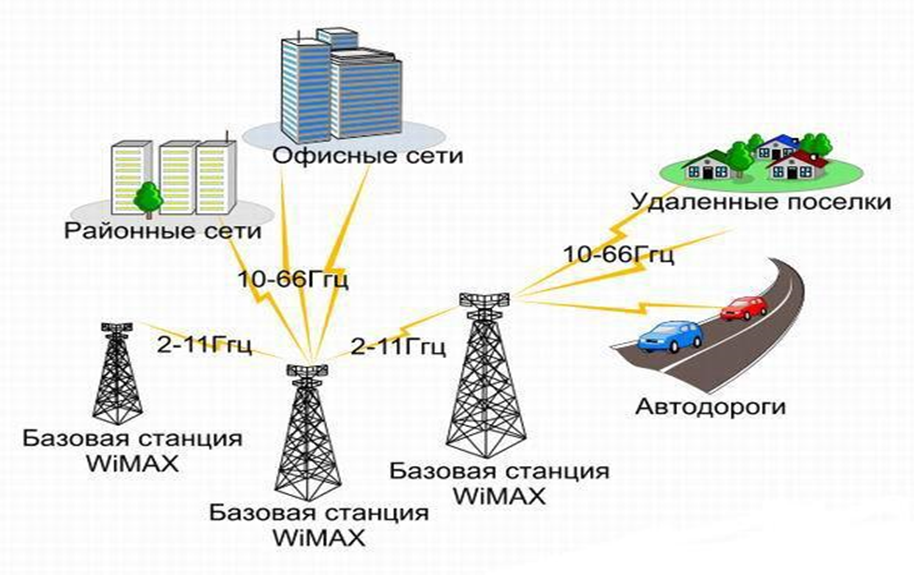 Офисные сети
Районные сети
Удаленные поселки
10-66Ггц
10-66Ггц
2-11Ггц
2-11Ггц
Автодороги
Базовая станция
WiMAX
Базовая станция
WiMAX
Базовая станция
WiMAX